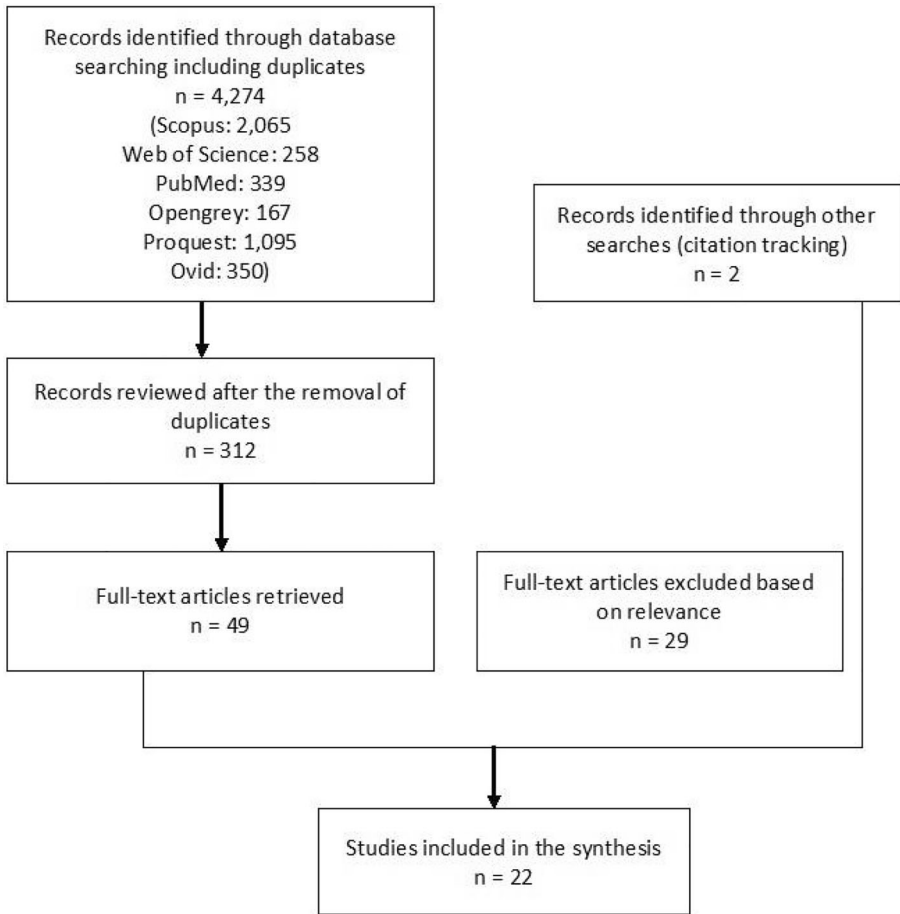 Records identified through database
searching including duplicates
n = 4,274
(Scopus: 2,065
Web of Science: 258
PubMed: 339
Opengrey: 167
Proquest: 1,095
Ovid: 350)
Records identified through other
searches (citation tracking)
n = 2
Records reviewed after the removal of
duplicates
n = 312
Full-text articles retrieved
n = 49
Full-text articles excluded based
on relevance
n = 29
Studies included in the synthesis
n = 22